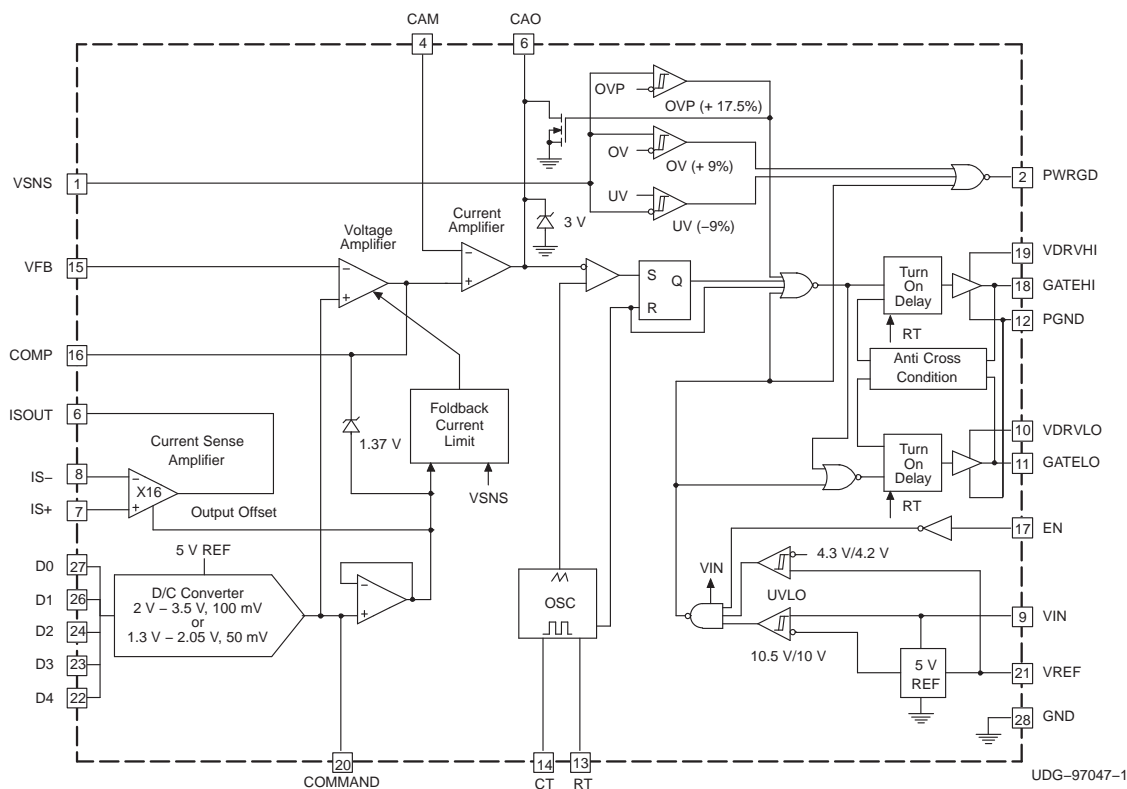 CAM
CAO
4
6
OVP
OVP (+ 17.5%)
OV
OV (+ 9%)
VSNS
1
2
PWRGD
UV
UV (–9%)
3 V
Voltage
Amplifier
Current
Amplifier
VFB
15
S
Q
R
Turn
On
Delay
RT
19
VDRVHI
18
GATEHI
12
PGND
COMP
16
Anti Cross
Condition
Foldback
Current
Limit
VSNS
1.37 V
ISOUT
6
Current Sense
Amplifier
IS–
8
X16
IS+
7
Output Offset
Turn
On
Delay
RT
10
VDRVLO
11
GATELO
17
EN
5 V REF
D0
27
D1
26
D2
24
D3
23
D4
22
D/C Converter
2 V – 3.5 V, 100 mV
or
1.3 V – 2.05 V, 50 mV
OSC
VIN
4.3 V/4.2 V
UVLO
10.5 V/10 V
9
VIN
5 V
REF
21
VREF
28
GND
20
COMMAND
14
CT
13
RT
UDG–97047–1